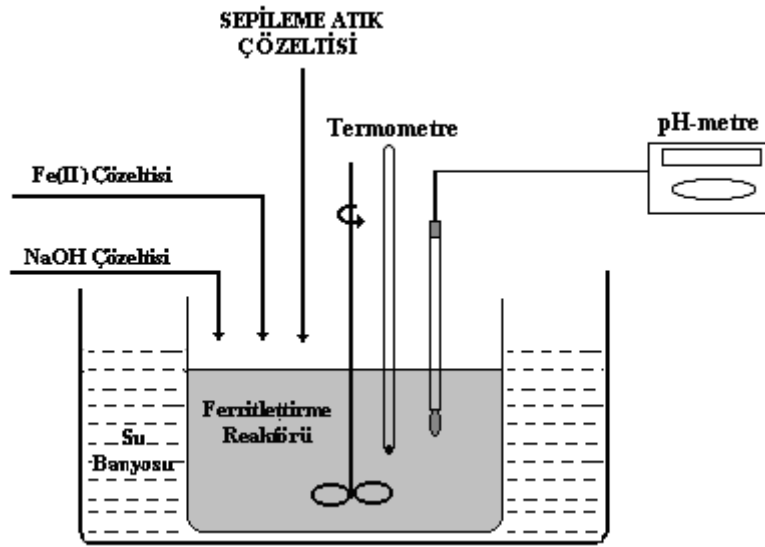 SEPİLEME ATIK
ÇÖZELTİSİ
Termometre
pH-metre
Fe(II) Çözeltisi
NaOH Çözeltisi
Ferritlettirme
Reaktörü
Su
Banyosu